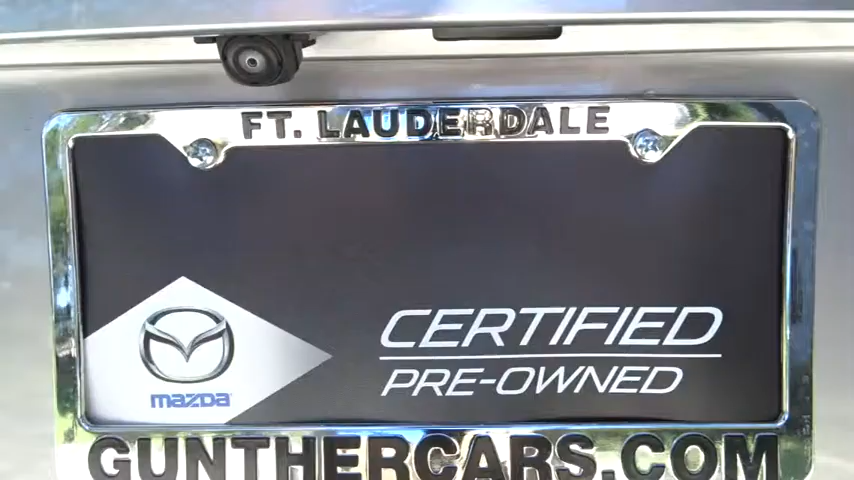 FT. LAUDERDALE
CERTIFIED
PRE-OWNED
mazda
GUNTHERCARS.COM